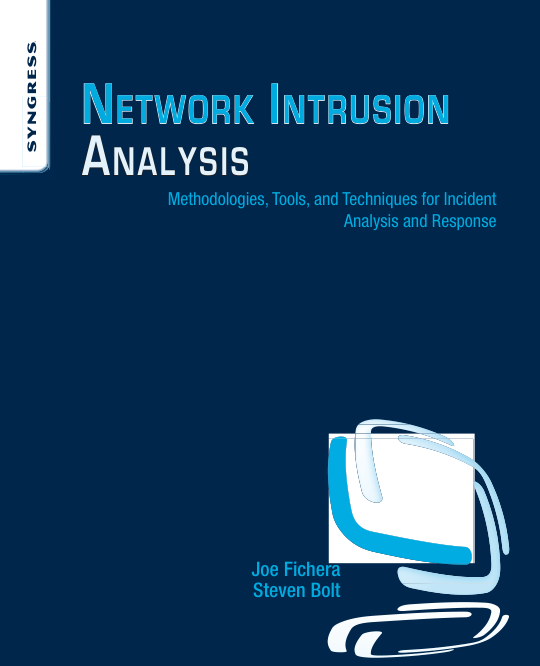 SYNGRESS
NETWORK INTRUSION
ANALYSIS
Methodologies, Tools, and Techniques for Incident
Analysis and Response
Joe Fichera
Steven Bolt